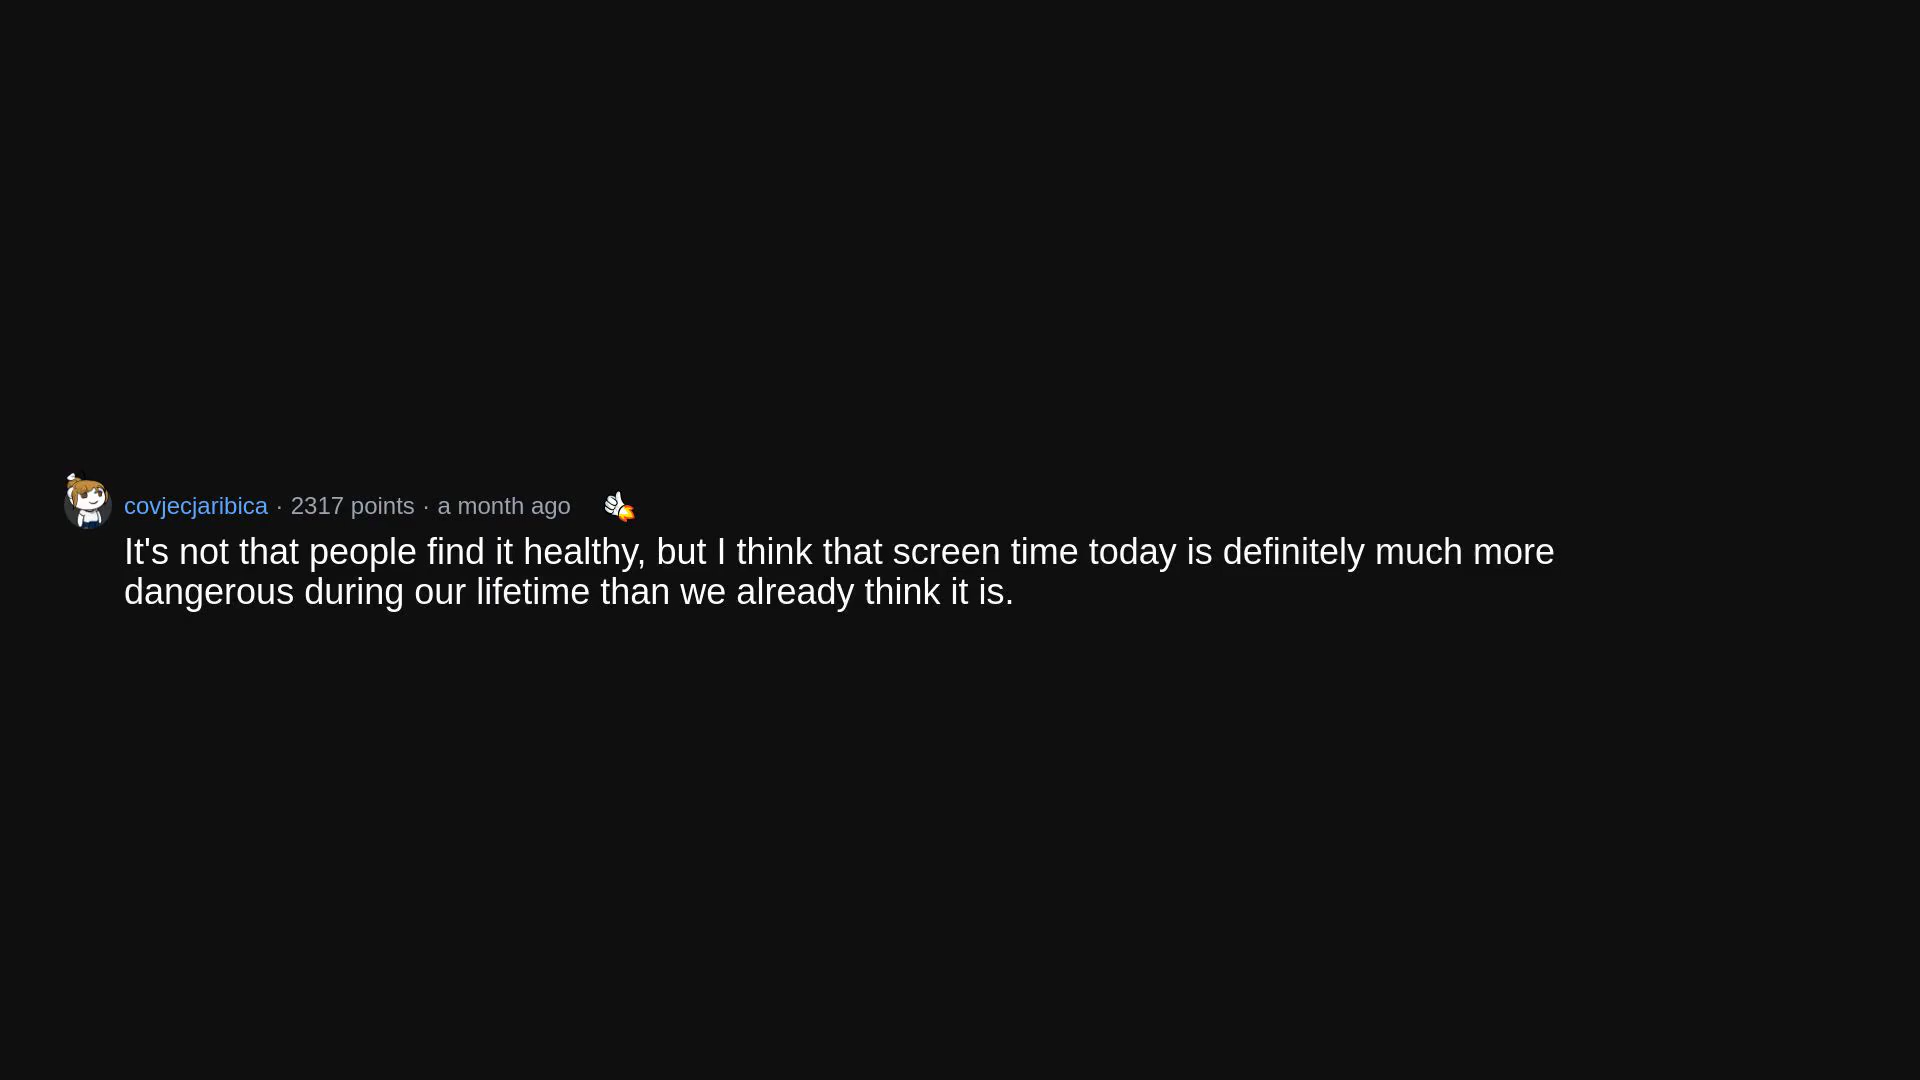 covjecjaribica · 2317 points · a month ago
It's not that people find it healthy, but I think that screen time today is definitely much more
dangerous during our lifetime than we already think it is.